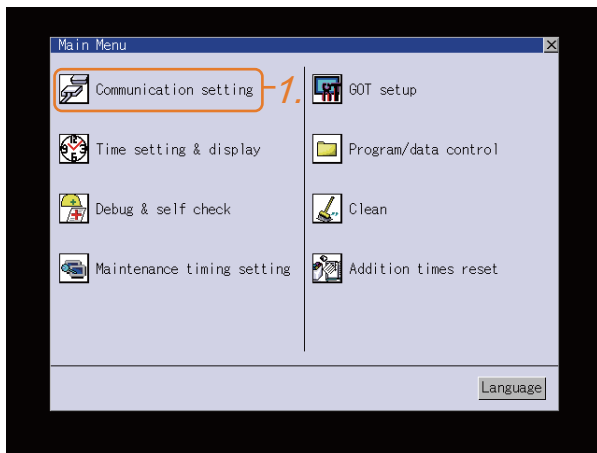 Main Menu
Communication setting
1.
GOT setup
Time setting & display
Program/data control
Debug & self check
Clean
Maintenance timing setting
Addition times reset
Language